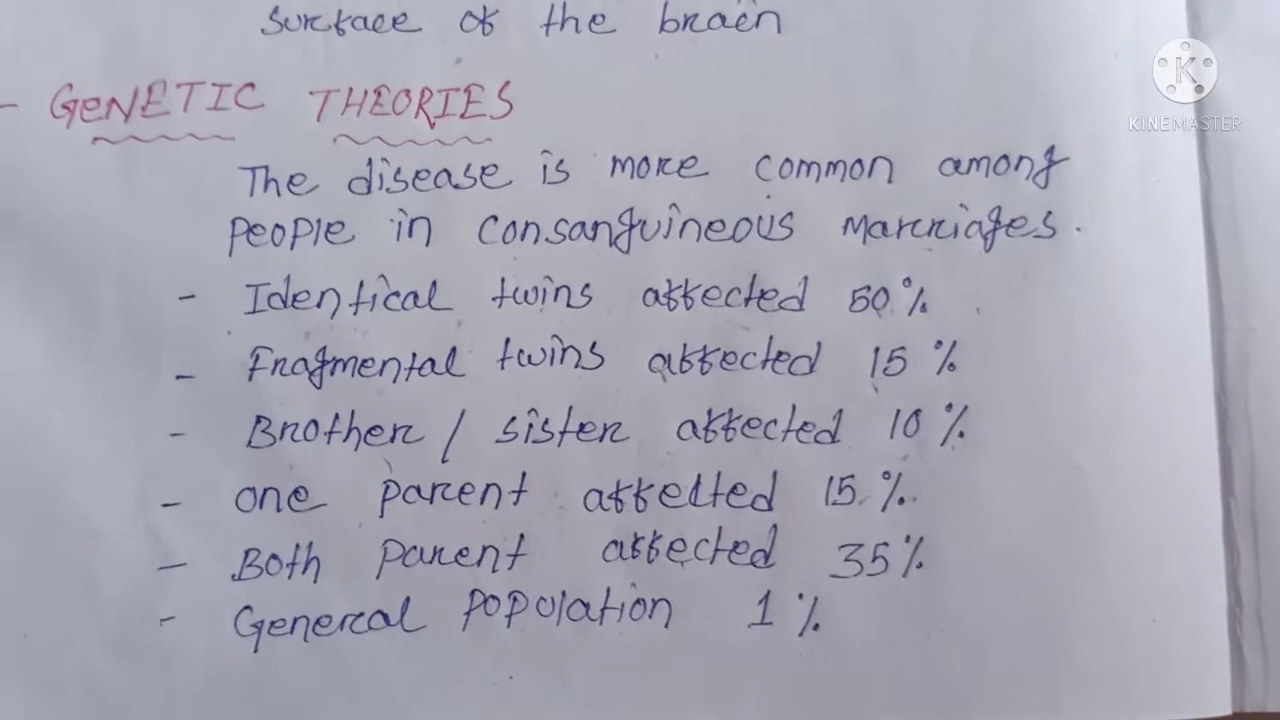 Surface of the brain
- GENETIC THEORIES
KINEMASTER
The disease is more common among
People in Consanguineous Marriages.
- Identical twins affected 50%
- Fragmental twins affected 15%
- Brother / sister affected 10%
- one parent affected 15%.
- Both parent affected 35%
- General Population 1%